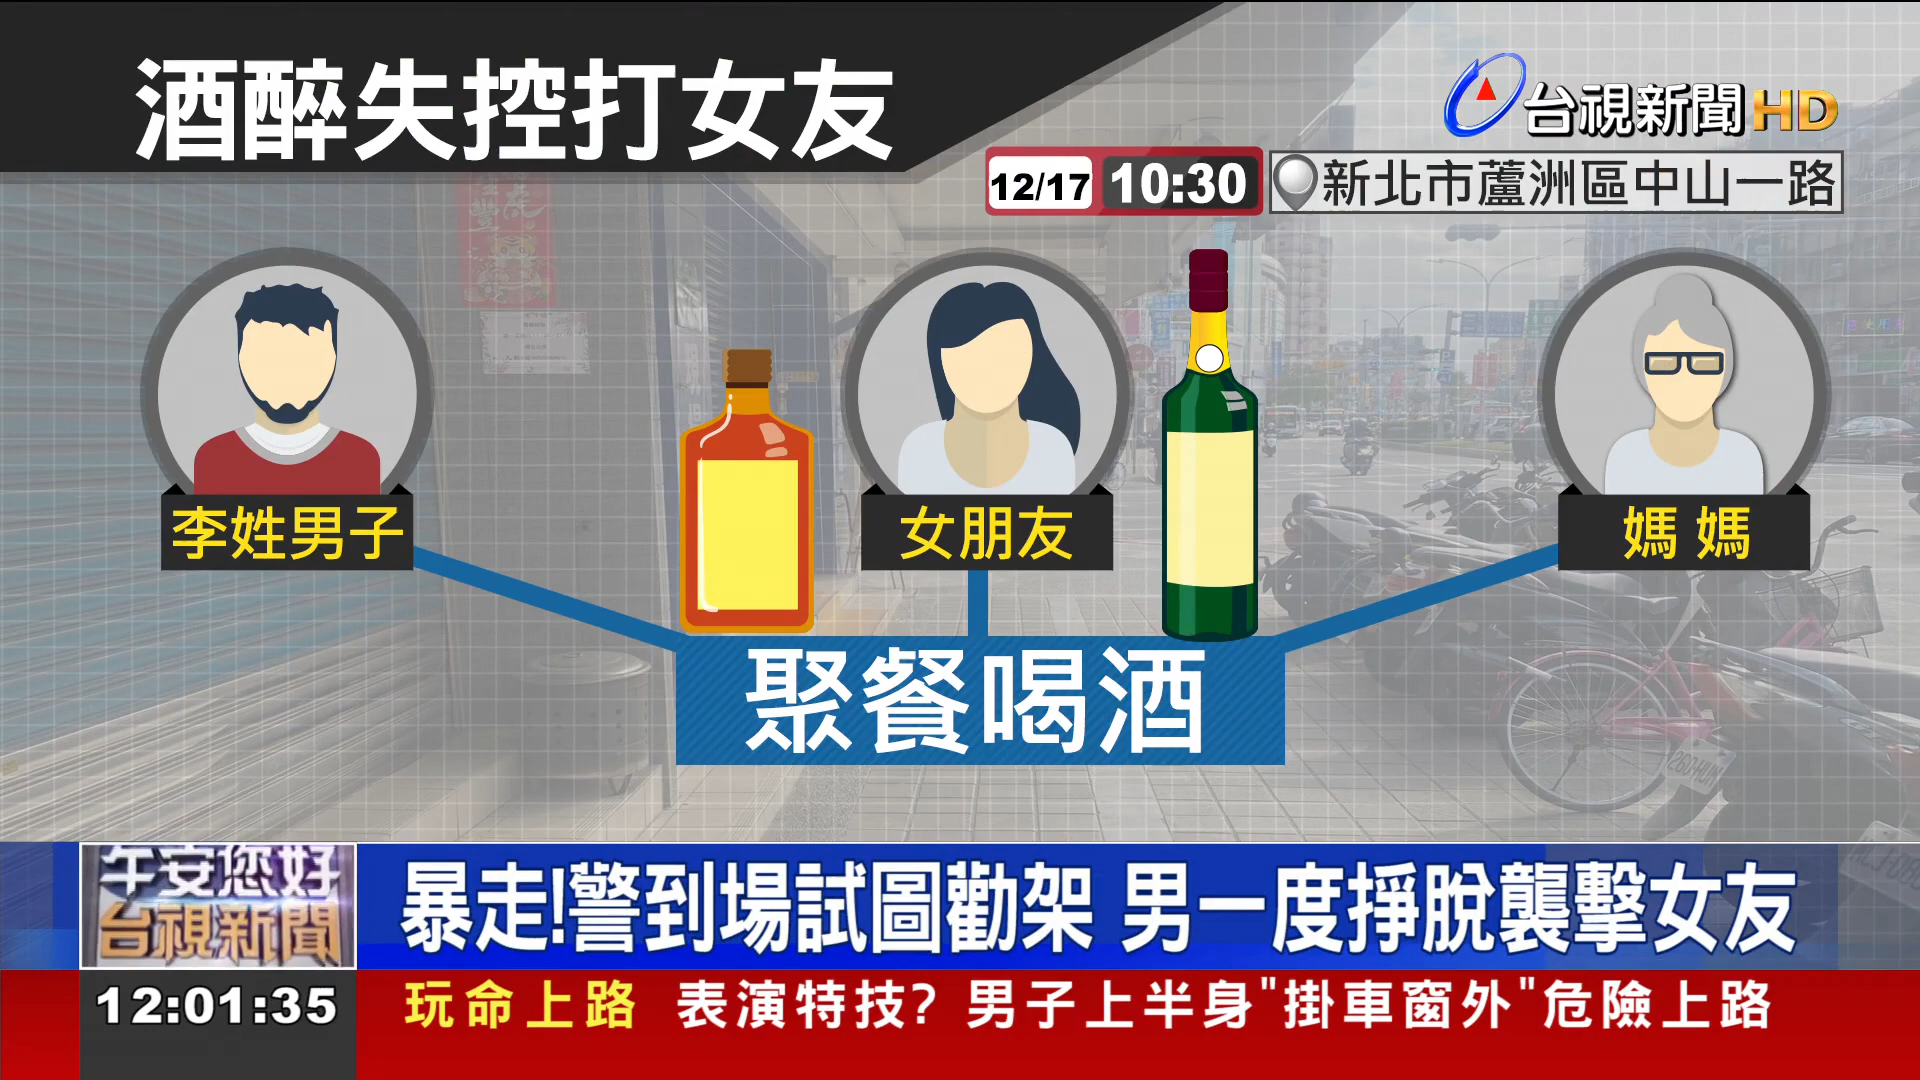 酒醉失控打女友
台視新聞HD
12/17 10:30 新北市蘆洲區中山一路
李姓男子
女朋友
媽媽
聚餐喝酒
午安您好
台視新聞
暴走!警到場試圖勸架 男一度掙脫襲擊女友
12:01:35
玩命上路 表演特技? 男子上半身"掛車窗外"危險上路